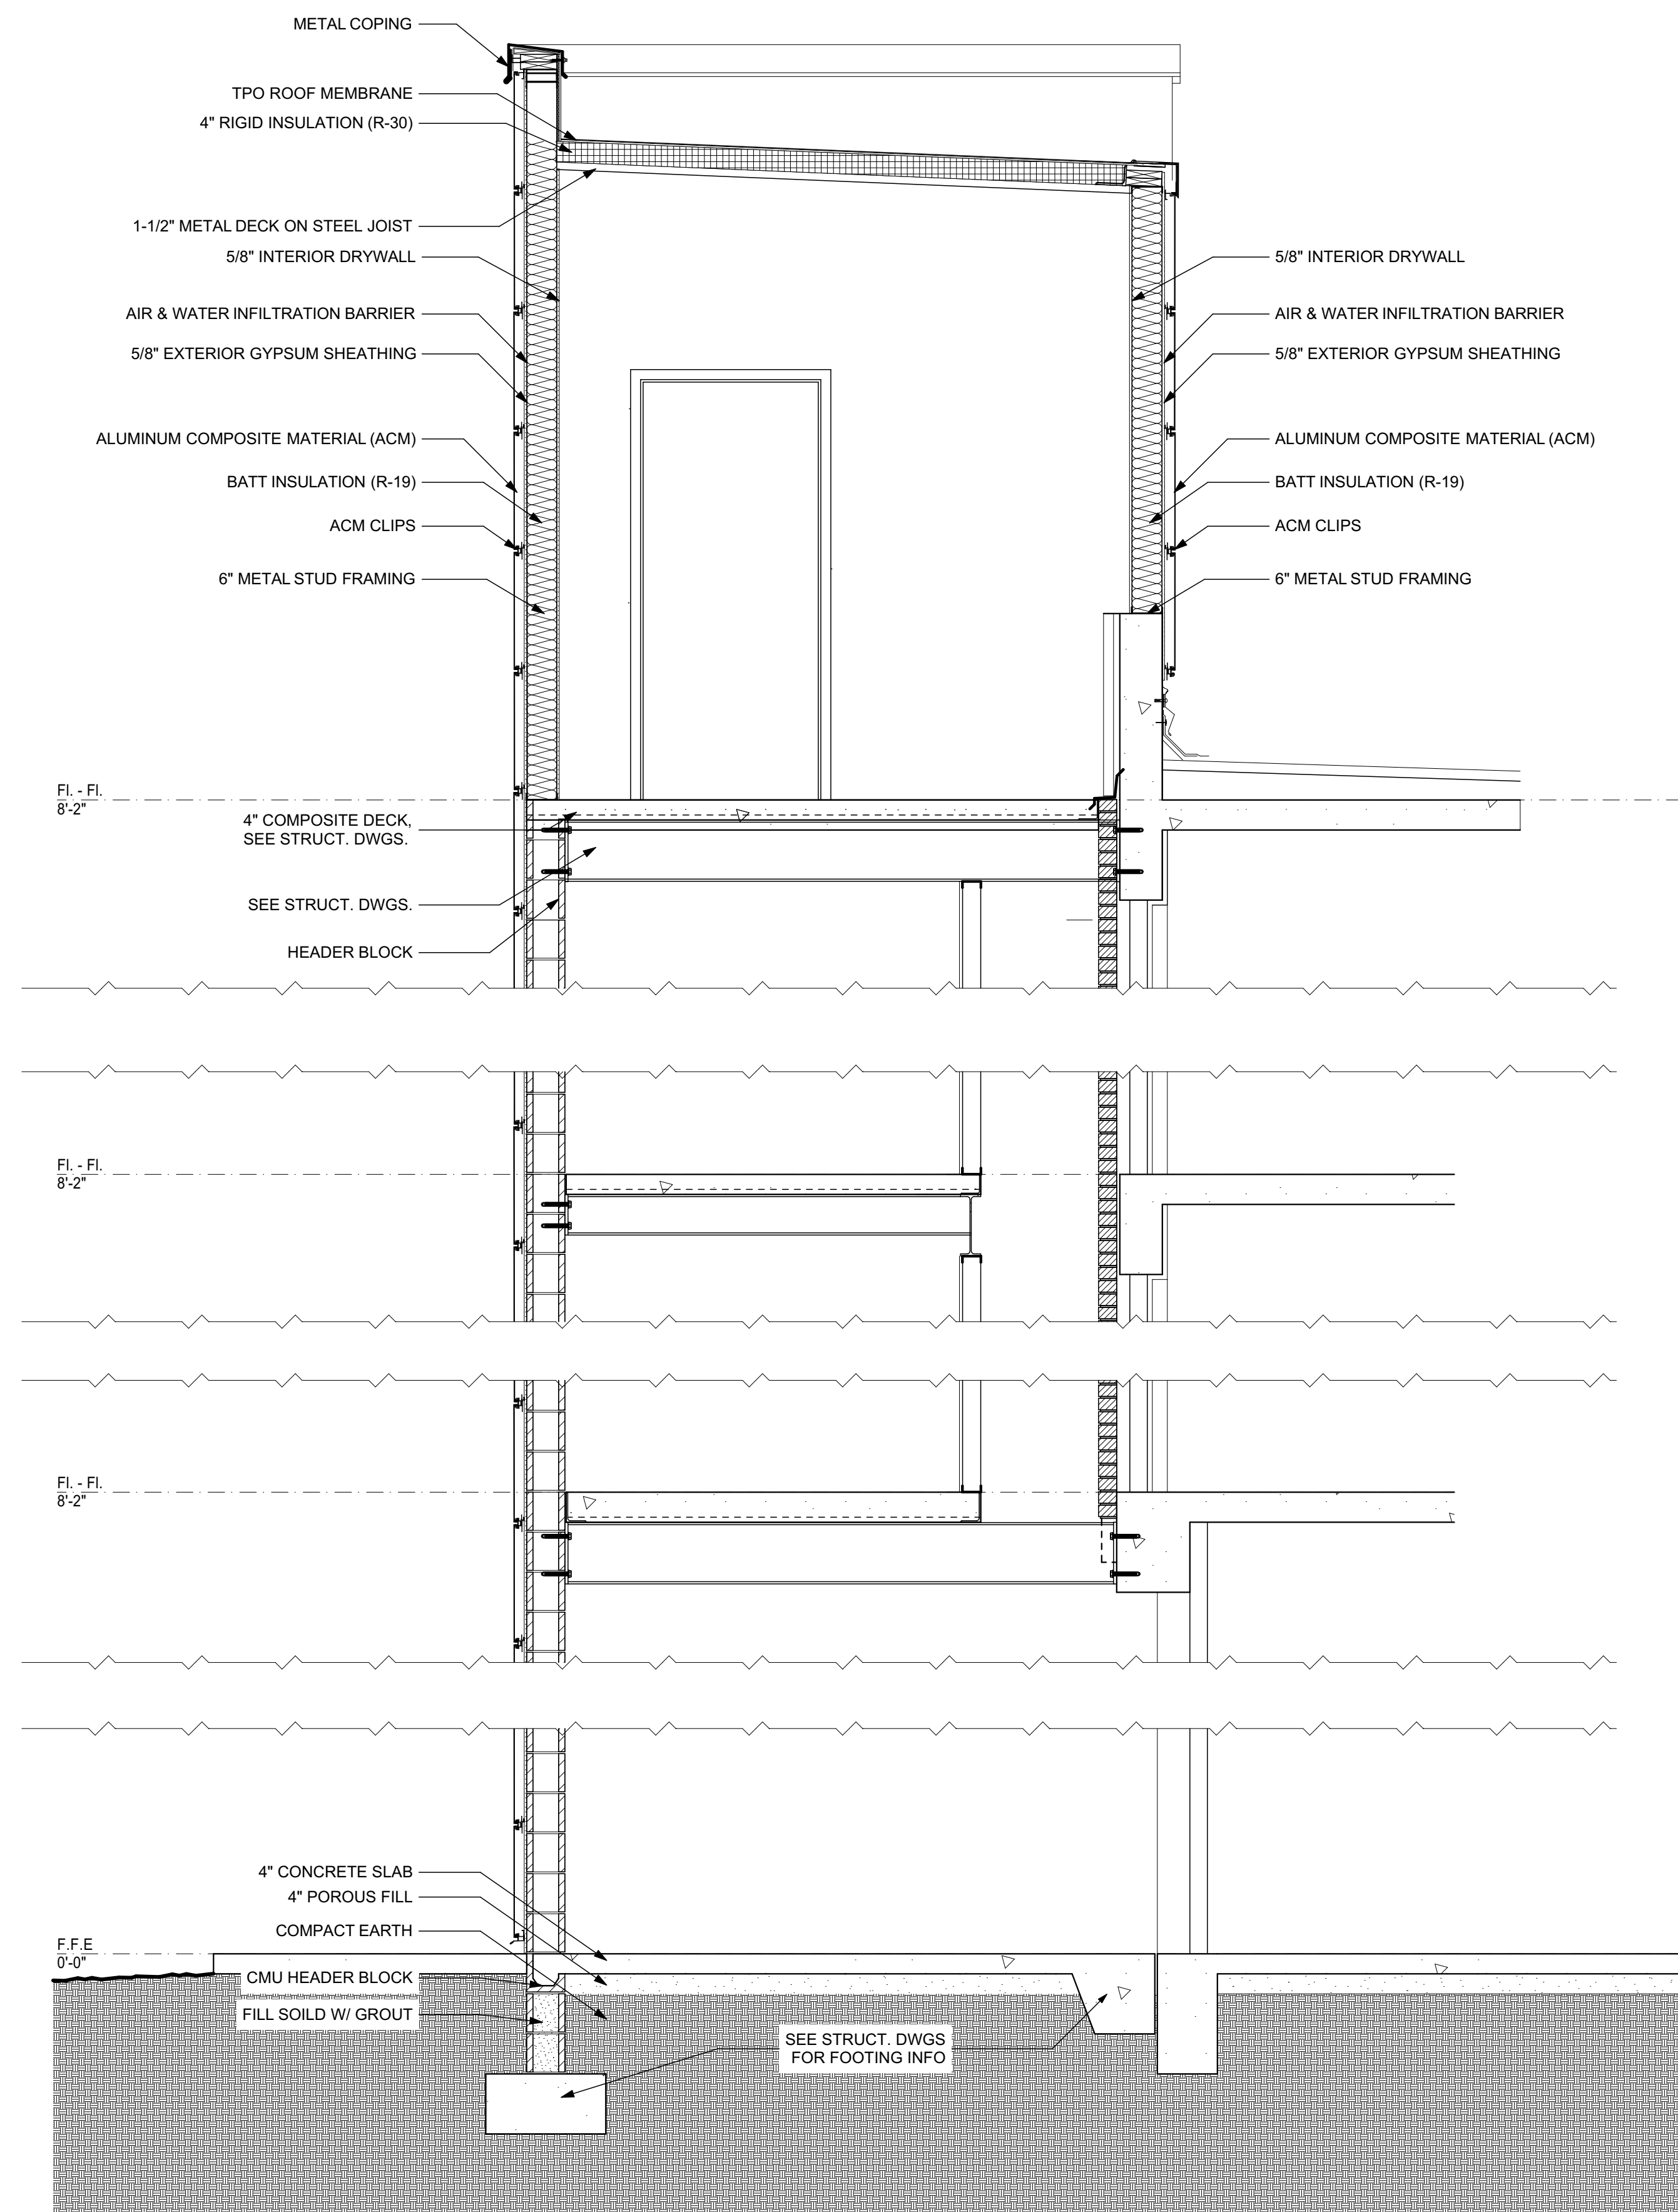 METAL COPING
TPO ROOF MEMBRANE
4" RIGID INSULATION (R-30)
1-1/2" METAL DECK ON STEEL JOIST
5/8" INTERIOR DRYWALL
5/8" INTERIOR DRYWALL
AIR & WATER INFILTRATION BARRIER
AIR & WATER INFILTRATION BARRIER
5/8" EXTERIOR GYPSUM SHEATHING
5/8" EXTERIOR GYPSUM SHEATHING
ALUMINUM COMPOSITE MATERIAL (ACM)
ALUMINUM COMPOSITE MATERIAL (ACM)
BATT INSULATION (R-19)
BATT INSULATION (R-19)
ACM CLIPS
ACM CLIPS
6" METAL STUD FRAMING
6" METAL STUD FRAMING
Fl. - Fl.
8'-2"
4" COMPOSITE DECK,
SEE STRUCT. DWGS.
SEE STRUCT. DWGS.
HEADER BLOCK
Fl. - Fl.
8'-2"
Fl. - Fl.
8'-2"
4" CONCRETE SLAB
4" POROUS FILL
COMPACT EARTH
F.F.E
0'-0"
CMU HEADER BLOCK
FILL SOILD W/ GROUT
SEE STRUCT. DWGS
FOR FOOTING INFO